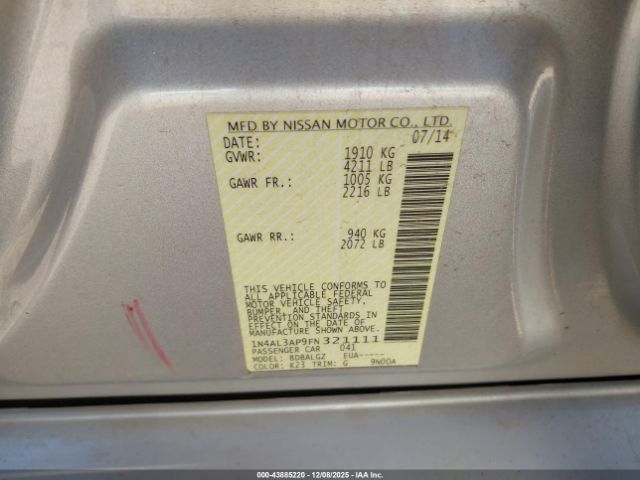 MFD BY NISSAN MOTOR CO., LTD.
DATE: 07/14
GVWR: 1910 KG
4211 LB
GAWR FR.: 1005 KG
2216 LB
GAWR RR.: 940 KG
2072 LB
THIS VEHICLE CONFORMS TO
ALL APPLICABLE FEDERAL
MOTOR VEHICLE SAFETY,
BUMPER, AND THEFT
PREVENTION STANDARDS
IN EFFECT ON THE DATE OF
MANUFACTURE SHOWN ABOVE.
1N4AL3AP9FN321111
PASSENGER CAR 041
MODEL: BDBALGZ EUA-----
COLOR: K23 TRIM: G 9N00A
000-43885220 - 12/08/2025 - IAA Inc.